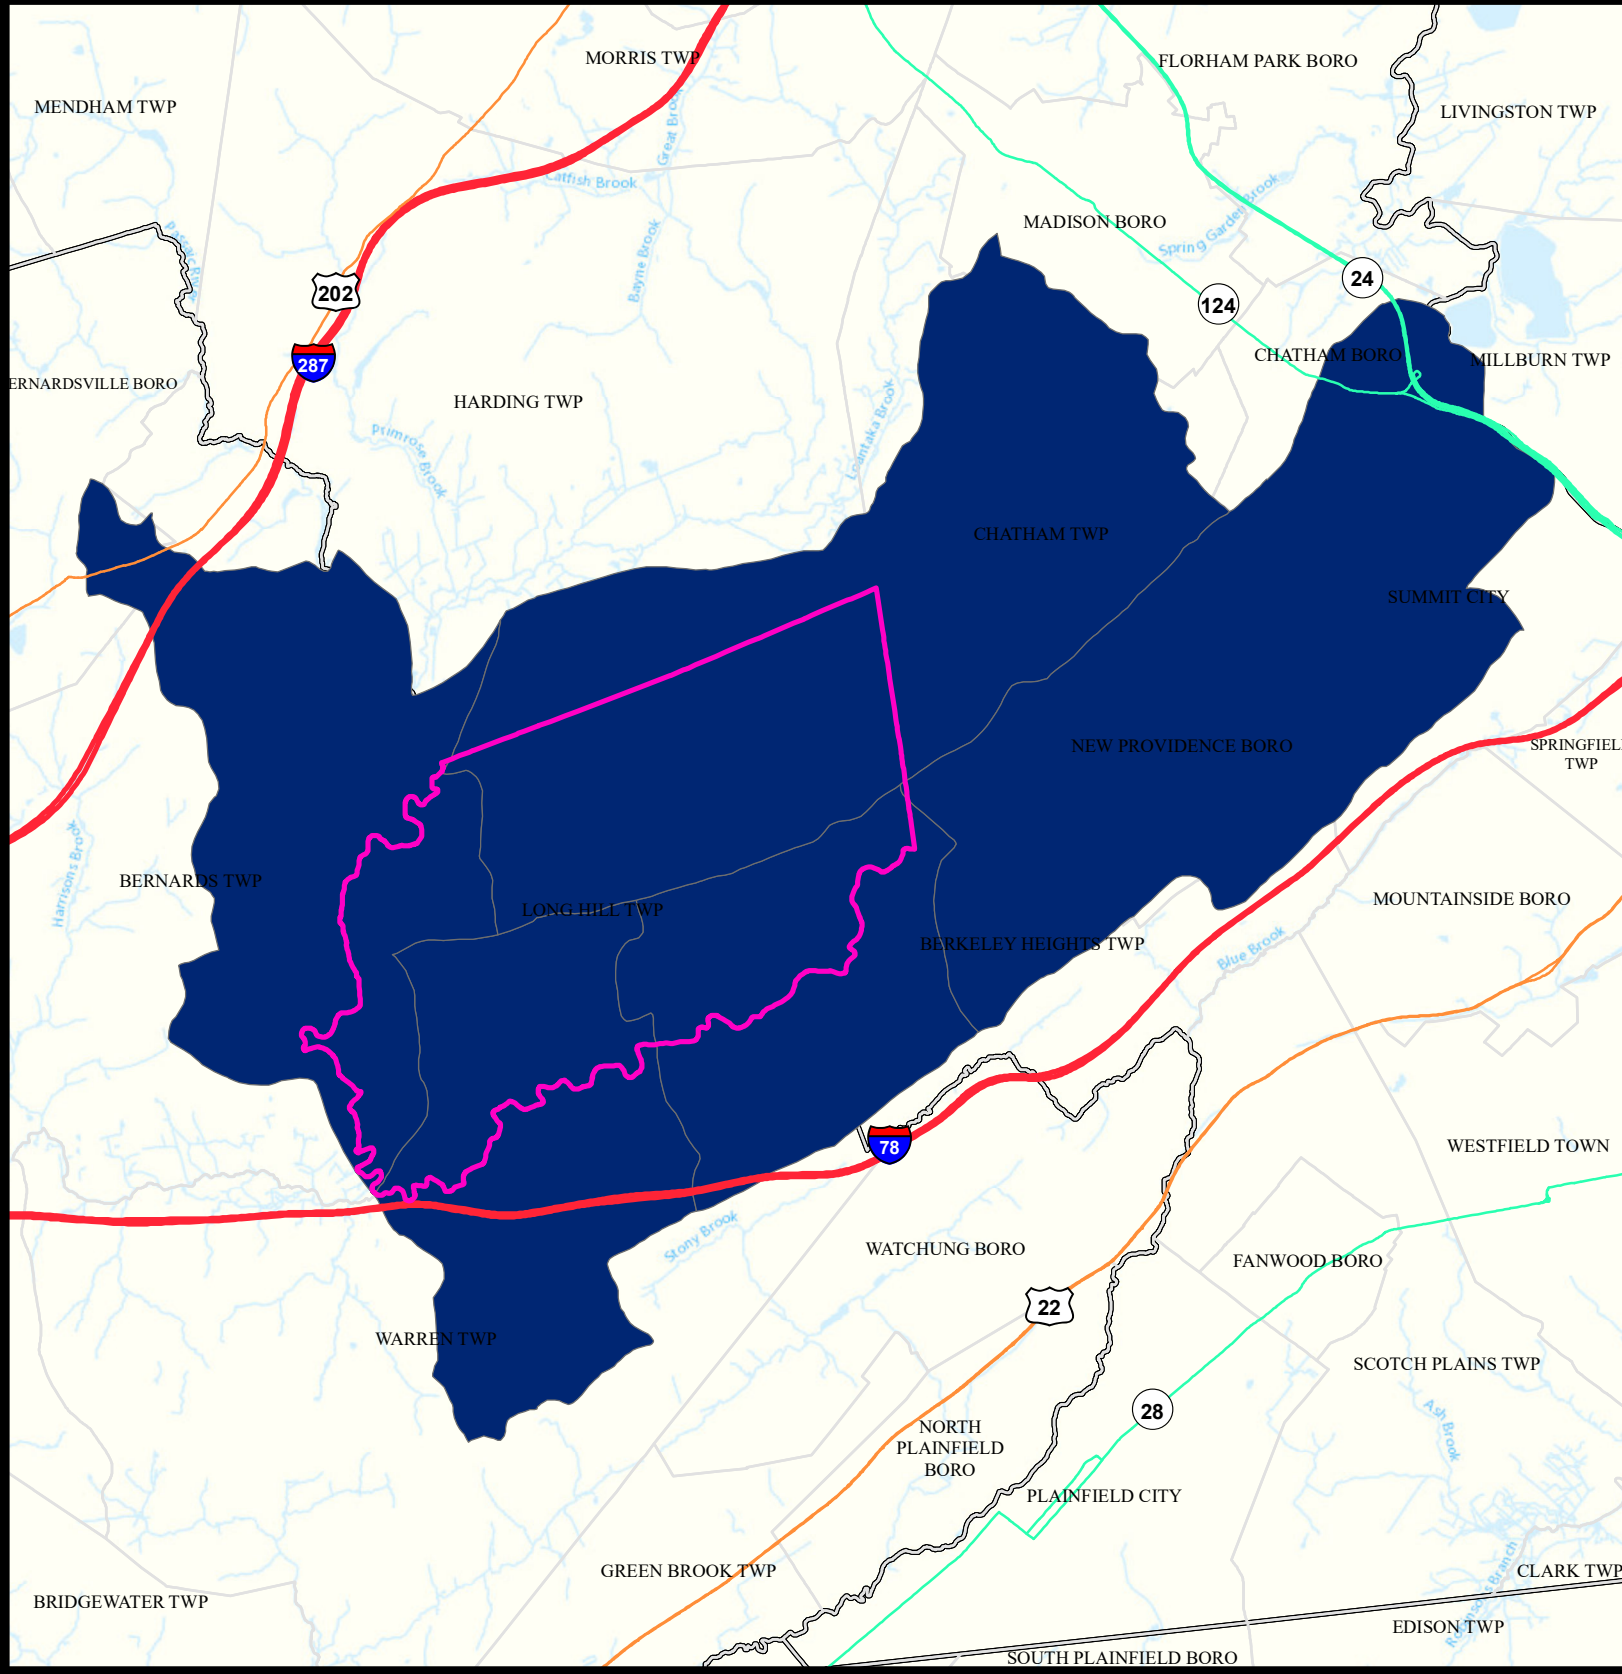 MORRIS TWP
FLORHAM PARK BORO
MENDHAM TWP
LIVINGSTON TWP
Great Brook
Catfish Brook
Spring Garden Brook
MADISON BORO
Passaic River
Bayne Brook
24
202
124
287
CHATHAM BORO
MILLBURN TWP
ERNARDSVILLE BORO
HARDING TWP
Primrose Brook
Loantaka Brook
CHATHAM TWP
SUMMIT CITY
NEW PROVIDENCE BORO
SPRINGFIEL
TWP
Harrisons Brook
BERNARDS TWP
MOUNTAINSIDE BORO
LONG HILL TWP
BERKELEY HEIGHTS TWP
Blue Brook
78
WESTFIELD TOWN
Stony Brook
WATCHUNG BORO
FANWOOD BORO
22
WARREN TWP
SCOTCH PLAINS TWP
28
Ash Brook
NORTH
PLAINFIELD
BORO
PLAINFIELD CITY
GREEN BROOK TWP
CLARK TWP
BRIDGEWATER TWP
Robinsons Branch
EDISON TWP
SOUTH PLAINFIELD BORO